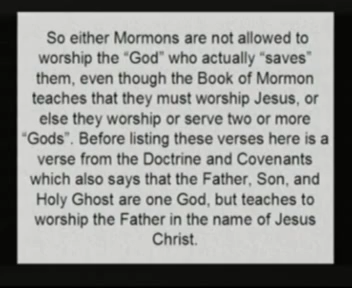 So either Mormons are not allowed to
worship the “God” who actually “saves”
them, even though the Book of Mormon
teaches that they must worship Jesus, or
else they worship or serve two or more
“Gods”. Before listing these verses here is a
verse from the Doctrine and Covenants
which also says that the Father, Son, and
Holy Ghost are one God, but teaches to
worship the Father in the name of Jesus
Christ.